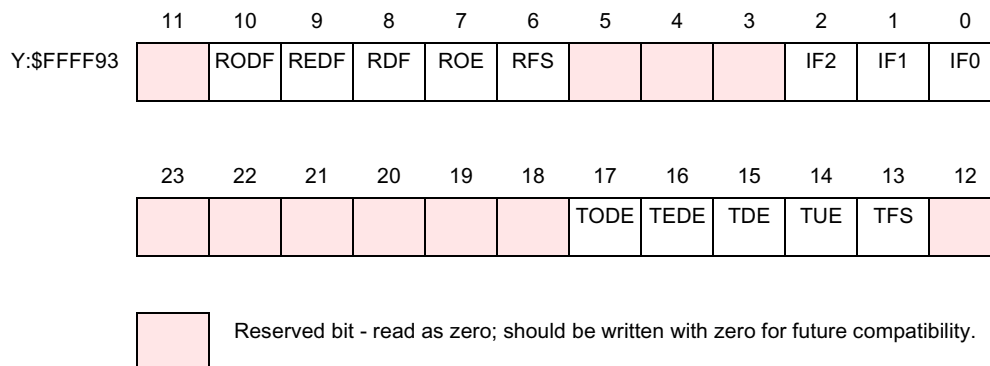 11 10 9 8 7 6 5 4 3 2 1 0
Y:$FFFF93 RODF REDF RDF ROE RFS IF2 IF1 IF0
23 22 21 20 19 18 17 16 15 14 13 12
TODE TEDE TDE TUE TFS
Reserved bit - read as zero; should be written with zero for future compatibility.